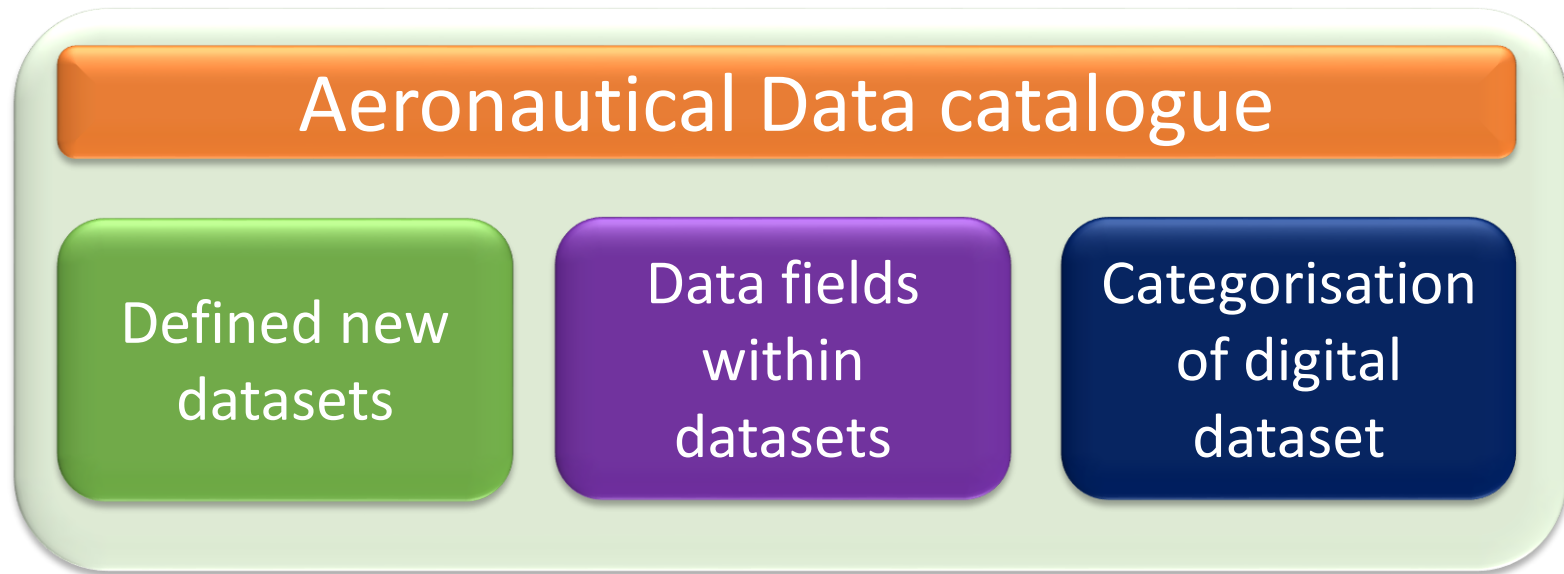 Aeronautical Data catalogue
Defined new
datasets
Data fields
within
datasets
Categorisation
of digital
dataset